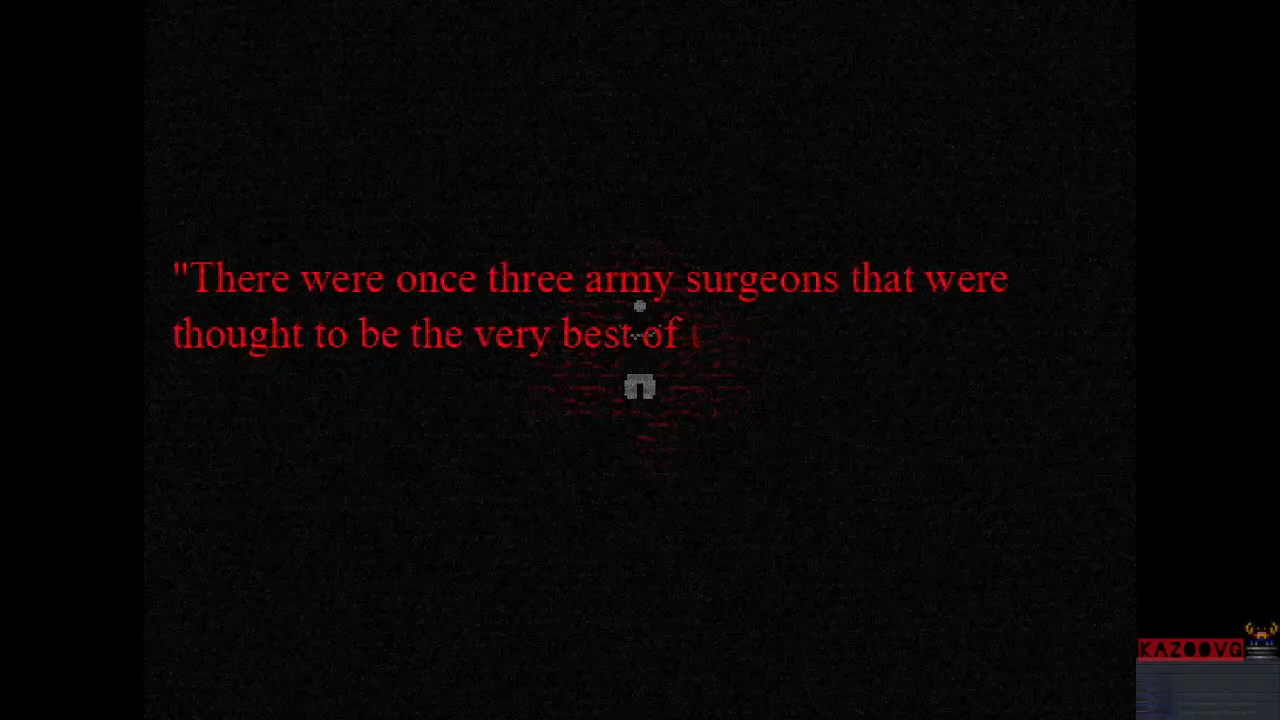 "There were once three army surgeons that were
thought to be the very best of t
KAZOOVG